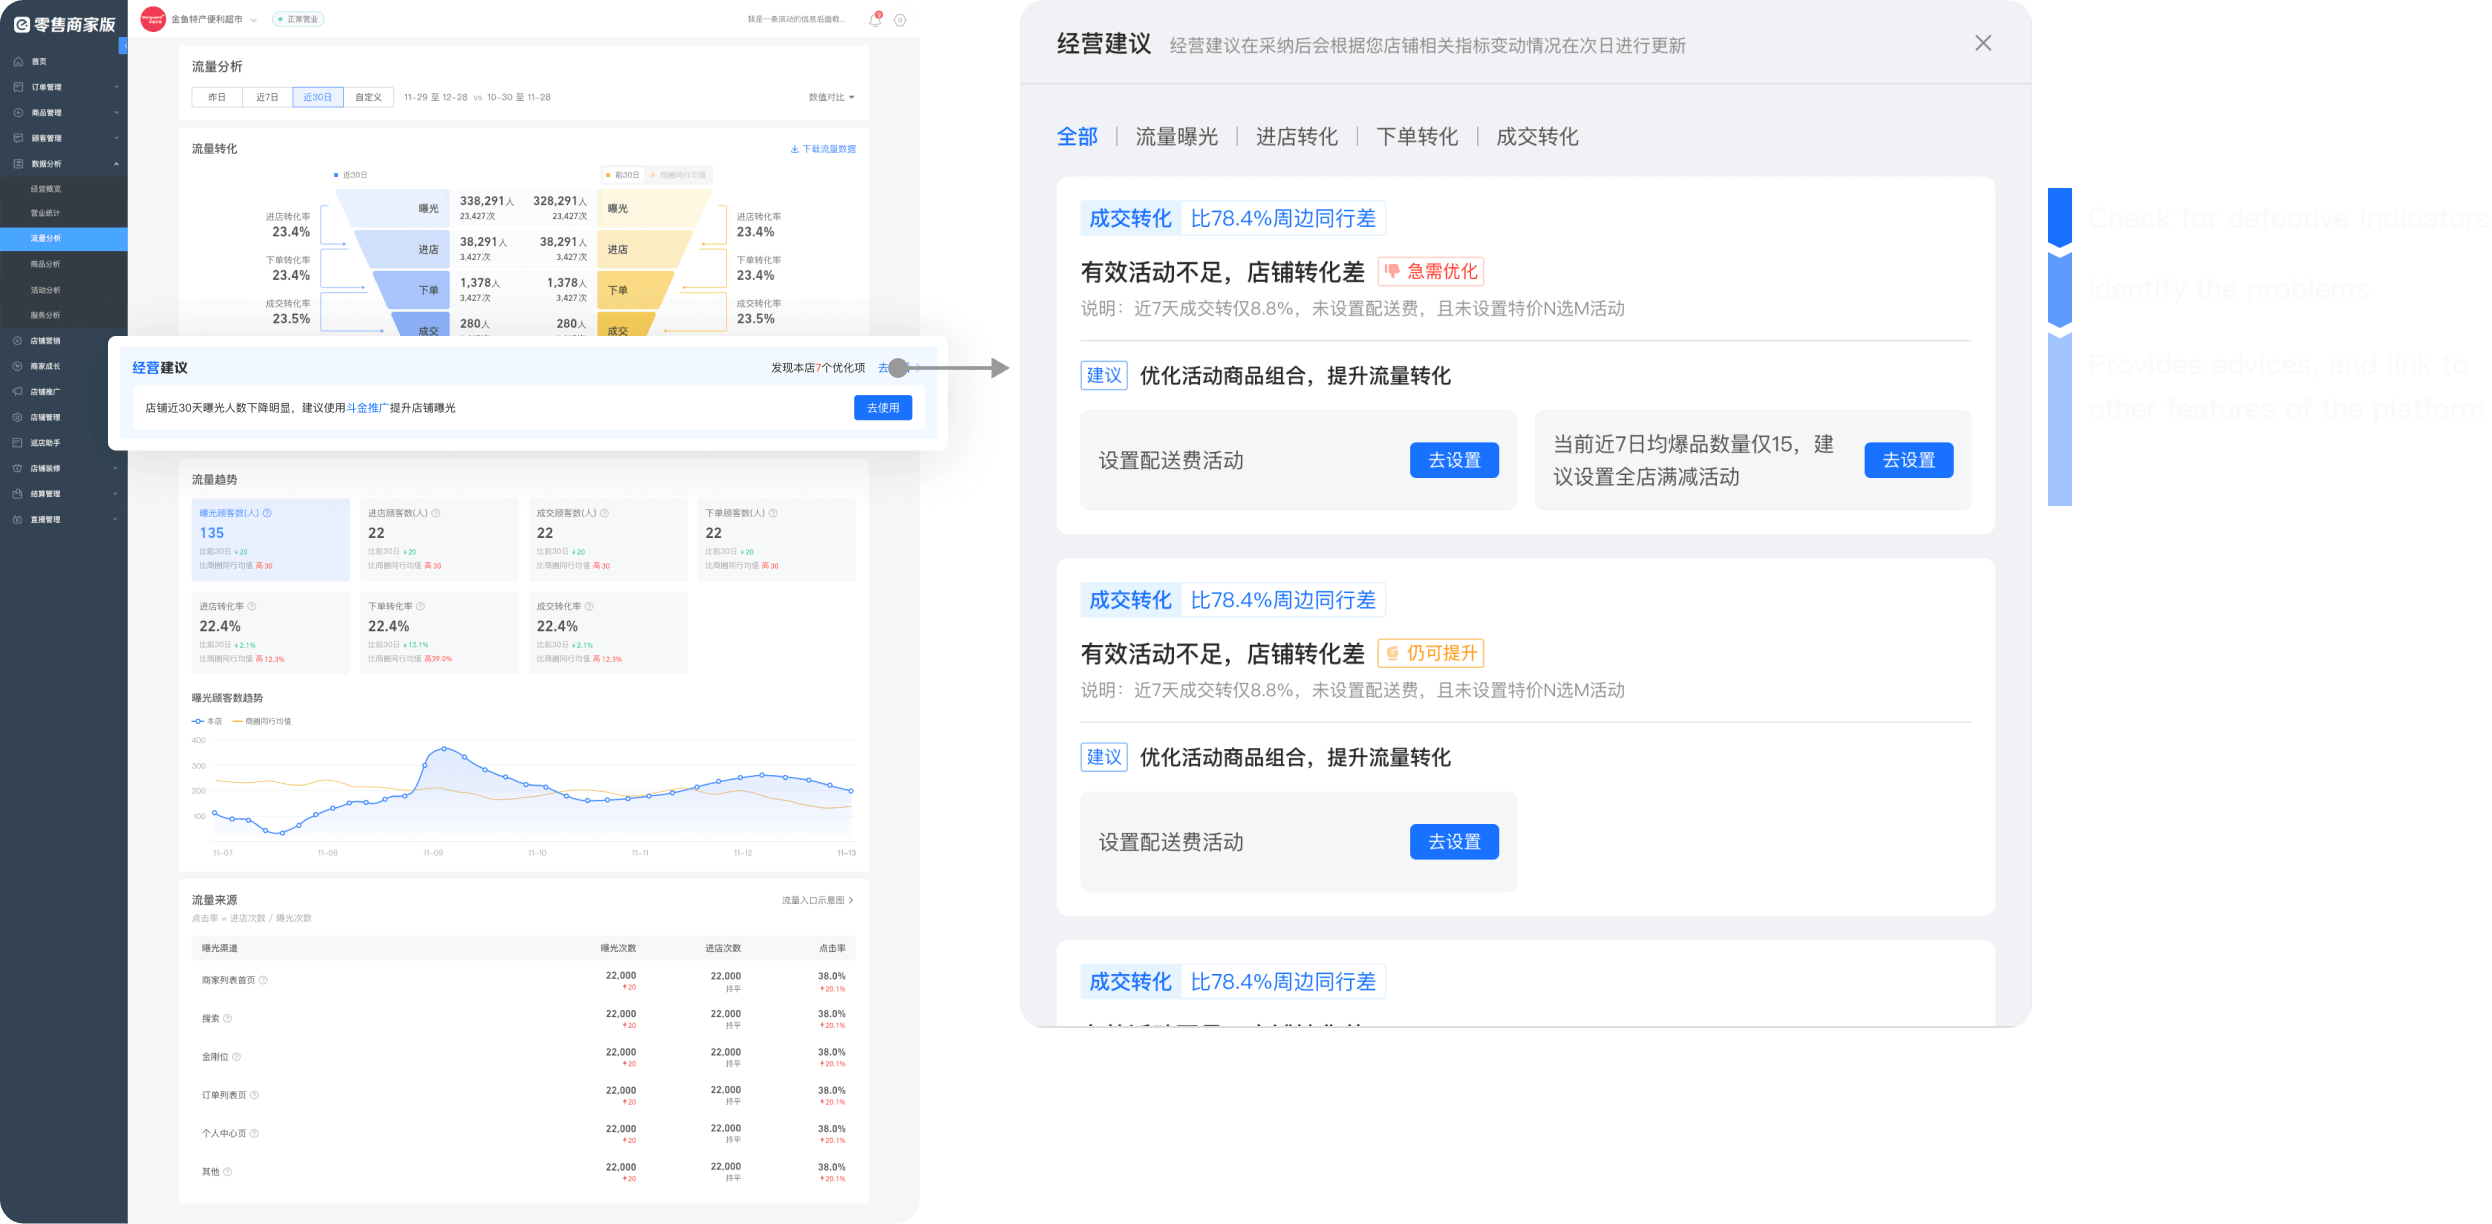 零售商家版
首页
订单管理
商品管理
顾客管理
数据分析
经营概览
营业统计
流量分析
商品分析
活动分析
服务分析
店铺营销
商家成长
店铺推广
店铺管理
巡店助手
店铺装修
结算管理
直播管理
金鱼特产便利超市
正常营业
我是一条滚动的信息后面截...
流量分析
昨日 近7日 近30日 自定义 11-29 至 12-28 vs 10-30 至 11-28
数值对比
流量转化
下载流量数据
近30日
前30日 商圈同行均值
曝光 338,291人 328,291人 曝光
23,427次 23,427次
进店转化率 23.4%
进店 38,291人 38,291人 进店
3,427次 3,427次
进店转化率 23.4%
下单转化率 23.4%
下单 1,378人 1,378人 下单
3,427次 3,427次
下单转化率 23.4%
成交转化率 23.5%
成交 280人 280人 成交
成交转化率 23.5%
经营建议
发现本店7个优化项 去
店铺近30天曝光人数下降明显，建议使用斗金推广提升店铺曝光
去使用
流量趋势
曝光顾客数(人)
135
比前30日 20
比商圈同行均值 高30
进店顾客数(人)
22
比前30日 20
比商圈同行均值 高30
成交顾客数(人)
22
比前30日 20
比商圈同行均值 高30
下单顾客数(人)
22
比前30日 20
比商圈同行均值 高30
进店转化率
22.4%
比前30日 2.1%
比商圈同行均值 高12.3%
下单转化率
22.4%
比前30日 12.1%
比商圈同行均值 高39.0%
成交转化率
22.4%
比前30日 2.1%
比商圈同行均值 高12.3%
曝光顾客数趋势
本店 商圈同行均值
400
300
200
100
11-07 11-08 11-09 11-10 11-11 11-12 11-13
流量来源
流量入口示意图
点击率 = 进店次数 / 曝光次数
曝光渠道 曝光次数 进店次数 点击率
商家列表首页 22,000 22,000 38.0%
20 持平 20.1%
搜索 22,000 22,000 38.0%
20 持平 20.1%
金刚位 22,000 22,000 38.0%
20 持平 20.1%
订单列表页 22,000 22,000 38.0%
20 持平 20.1%
个人中心页 22,000 22,000 38.0%
20 持平 20.1%
其他 22,000 22,000 38.0%
20 持平 20.1%
经营建议 经营建议在采纳后会根据您店铺相关指标变动情况在次日进行更新
全部 流量曝光 进店转化 下单转化 成交转化
成交转化 比78.4%周边同行差
有效活动不足，店铺转化差 急需优化
说明：近7天成交转仅8.8%，未设置配送费，且未设置特价N选M活动
建议 优化活动商品组合，提升流量转化
设置配送费活动 去设置
当前近7日均爆品数量仅15，建
议设置全店满减活动
去设置
成交转化 比78.4%周边同行差
有效活动不足，店铺转化差 仍可提升
说明：近7天成交转仅8.8%，未设置配送费，且未设置特价N选M活动
建议 优化活动商品组合，提升流量转化
设置配送费活动 去设置
成交转化 比78.4%周边同行差
Check for defective indicators
Identify the problems
Provides advices, and link to
other features of the platform